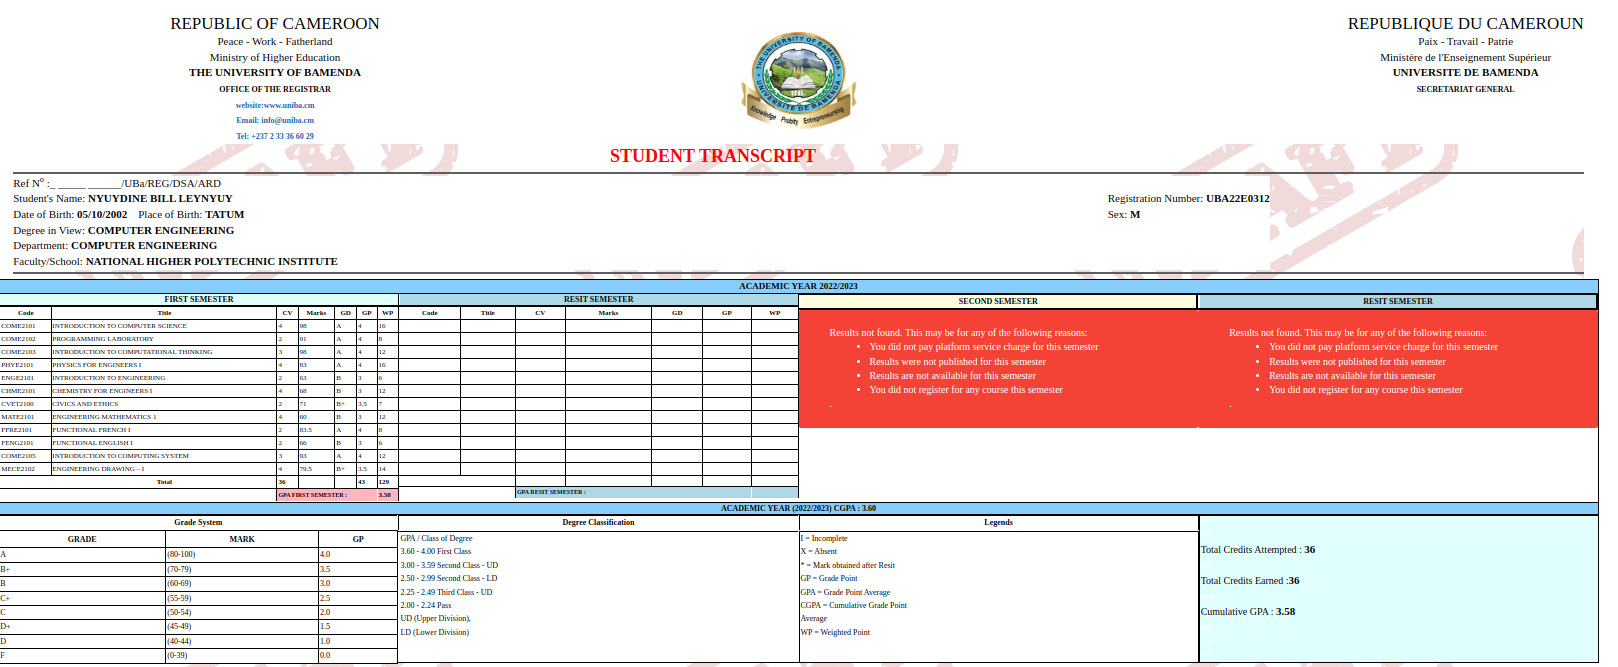 REPUBLIC OF CAMEROON
Peace - Work - Fatherland
Ministry of Higher Education
THE UNIVERSITY OF BAMENDA
OFFICE OF THE REGISTRAR
website:www.uniba.cm
Email: info@uniba.cm
Tel: +237 2 33 36 60 29
THE UNIVERSITY OF BAMENDA
UNIVERSITE DE BAMENDA
Knowledge Probity Entrepreneurship
REPUBLIQUE DU CAMEROUN
Paix - Travail - Patrie
Ministère de l'Enseignement Supérieur
UNIVERSITE DE BAMENDA
SECRETARIAT GENERAL
STUDENT TRANSCRIPT
Ref No :_ _____ ______/UBa/REG/DSA/ARD
Student's Name: NYUYDINE BILL LEYNYUY
Registration Number: UBA22E0312
Date of Birth: 05/10/2002 Place of Birth: TATUM
Sex: M
Degree in View: COMPUTER ENGINEERING
Department: COMPUTER ENGINEERING
Faculty/School: NATIONAL HIGHER POLYTECHNIC INSTITUTE
ACADEMIC YEAR 2022/2023
FIRST SEMESTER
Code Title CV Marks GD GP WP
COME2101 INTRODUCTION TO COMPUTER SCIENCE 4 98 A 4 16
COME2102 PROGRAMMING LABORATORY 2 91 A 4 8
COME2103 INTRODUCTION TO COMPUTATIONAL THINKING 3 98 A 4 12
PHYE2101 PHYSICS FOR ENGINEERS I 4 83 A 4 16
ENGE2101 INTRODUCTION TO ENGINEERING 2 63 B 3 6
CHME2101 CHEMISTRY FOR ENGINEERS I 4 68 B 3 12
CVET2100 CIVICS AND ETHICS 2 71 B+ 3.5 7
MATE2101 ENGINEERING MATHEMATICS 1 4 60 B 3 12
FFRE2101 FUNCTIONAL FRENCH I 2 83.5 A 4 8
FENG2101 FUNCTIONAL ENGLISH I 2 66 B 3 6
COME2105 INTRODUCTION TO COMPUTING SYSTEM 3 93 A 4 12
MECE2102 ENGINEERING DRAWING – I 4 79.5 B+ 3.5 14
Total 36 43 129
GPA FIRST SEMESTER : 3.58
RESIT SEMESTER
Code Title CV Marks GD GP WP
GPA RESIT SEMESTER :
SECOND SEMESTER
Results not found. This may be for any of the following reasons:
• You did not pay platform service charge for this semester
• Results were not published for this semester
• Results are not available for this semester
• You did not register for any course this semester
.
RESIT SEMESTER
Results not found. This may be for any of the following reasons:
• You did not pay platform service charge for this semester
• Results were not published for this semester
• Results are not available for this semester
• You did not register for any course this semester
.
ACADEMIC YEAR (2022/2023) CGPA : 3.60
Grade System
GRADE MARK GP
A (80-100) 4.0
B+ (70-79) 3.5
B (60-69) 3.0
C+ (55-59) 2.5
C (50-54) 2.0
D+ (45-49) 1.5
D (40-44) 1.0
F (0-39) 0.0
Degree Classification
GPA / Class of Degree
3.60 - 4.00 First Class
3.00 - 3.59 Second Class - UD
2.50 - 2.99 Second Class - LD
2.25 - 2.49 Third Class - UD
2.00 - 2.24 Pass
UD (Upper Division),
LD (Lower Division)
Legends
I = Incomplete
X = Absent
* = Mark obtained after Resit
GP = Grade Point
GPA = Grade Point Average
CGPA = Cumulative Grade Point
Average
WP = Weighted Point
Total Credits Attempted : 36
Total Credits Earned :36
Cumulative GPA : 3.58